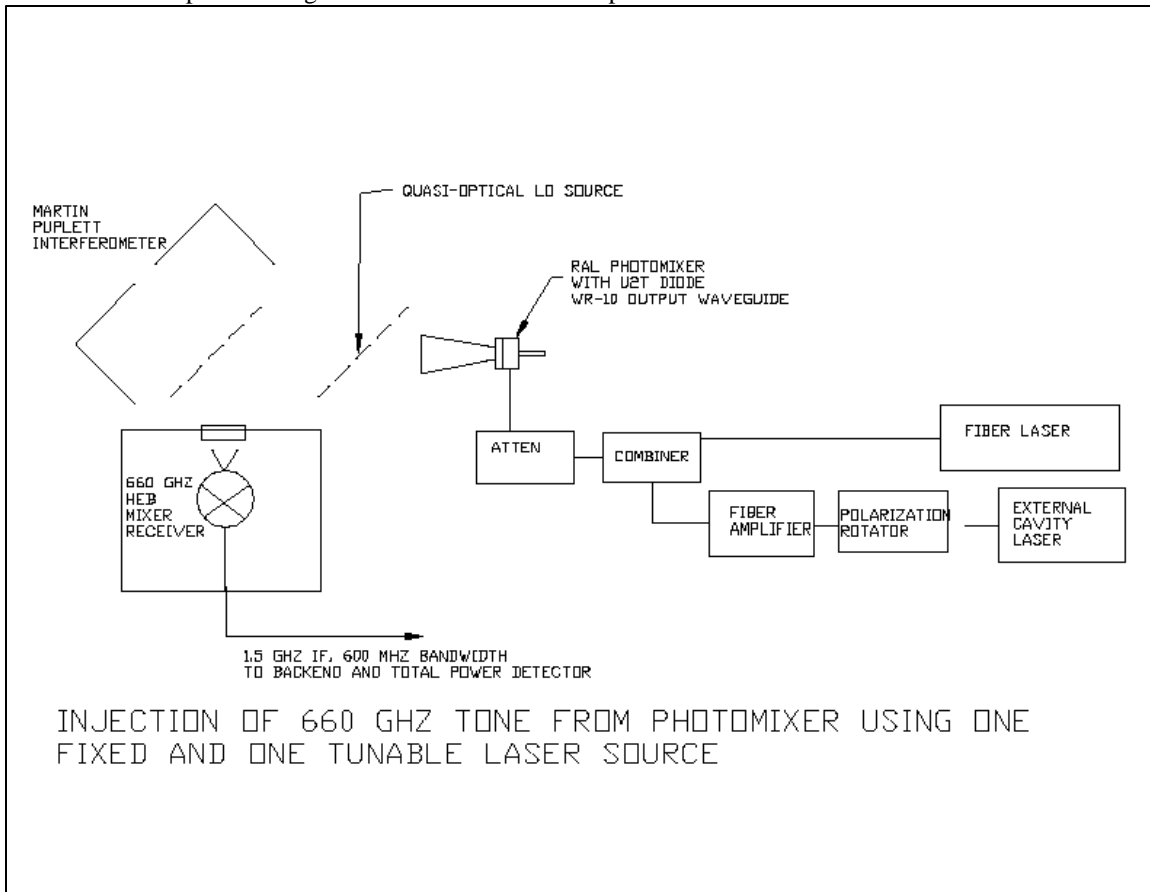 QUASI-OPTICAL LO SOURCE
MARTIN
PUPLETT
INTERFEROMETER
RAL PHOTOMIXER
WITH U2T DIODE
WR-10 OUTPUT WAVEGUIDE
FIBER LASER
ATTEN
COMBINER
660 GHZ
HEB
MIXER
RECEIVER
FIBER
AMPLIFIER
POLARIZATION
ROTATOR
EXTERNAL
CAVITY
LASER
1.5 GHZ IF, 600 MHZ BANDWIDTH
TO BACKEND AND TOTAL POWER DETECTOR
INJECTION OF 660 GHZ TONE FROM PHOTOMIXER USING ONE
FIXED AND ONE TUNABLE LASER SOURCE